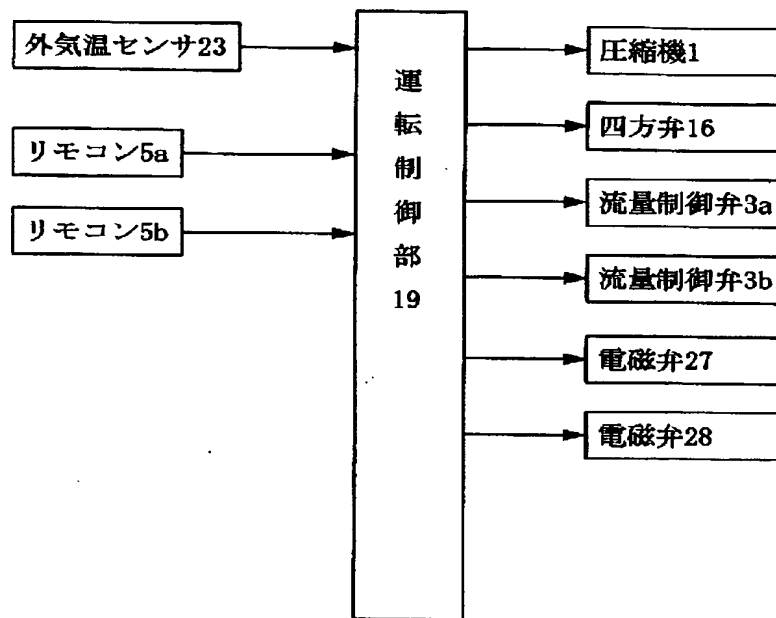 外気温センサ23
リモコン5a
リモコン5b
運転制御部19
圧縮機1
四方弁16
流量制御弁3a
流量制御弁3b
電磁弁27
電磁弁28